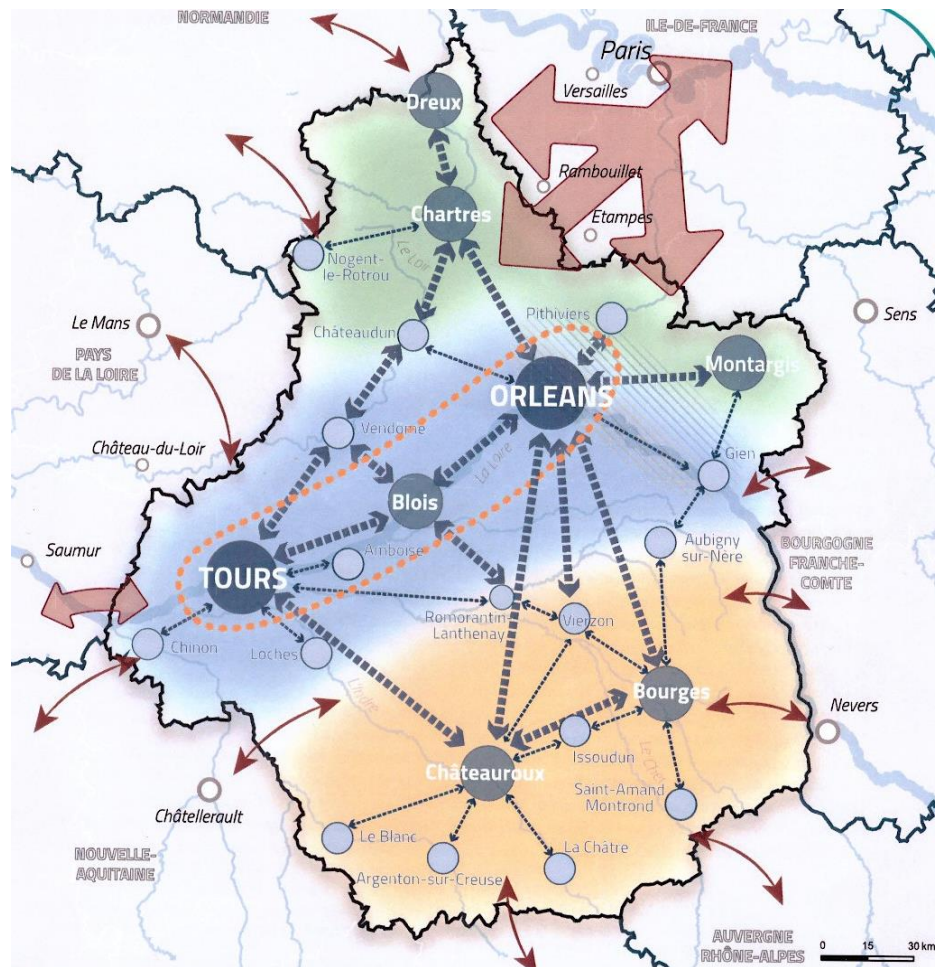 NORMANDIE
ILE-DE-FRANCE
Paris
Versailles
Dreux
Rambouillet
Chartres
Etampes
Le Loir
Nogent-
le-Rotrou
Pithiviers
Sens
Le Mans
Châteaudun
PAYS
DE LA LOIRE
Montargis
ORLEANS
Vendôme
Château-du-Loir
La Loire
Gien
Blois
Saumur
Amboise
Aubigny
sur-Nère
BOURGOGNE
FRANCHE-
COMTE
TOURS
Romorantin-
Lanthenay
Vierzon
Chinon
Loches
L'Indre
Bourges
Nevers
Issoudun
Le Cher
Châteauroux
Saint-Amand
Montrond
Châtellerault
Le Blanc
La Châtre
Argenton-sur-Creuse
NOUVELLE-
AQUITAINE
AUVERGNE
RHÔNE-ALPES
0 15 30 km